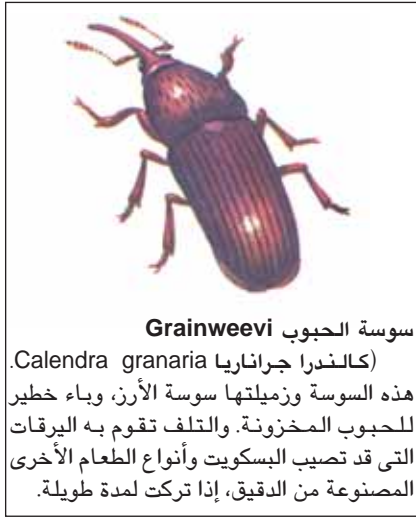 سوسة الحبوب Grainweevi
(كالندرا جراناريا Calendra granaria.
هذه السوسة وزميلتها سوسة الأرز، وباء خطير
للحبوب المخزونة. والتلف تقوم به اليرقات
التى قد تصيب البسكويت وأنواع الطعام الأخرى
المصنوعة من الدقيق، إذا تركت لمدة طويلة.